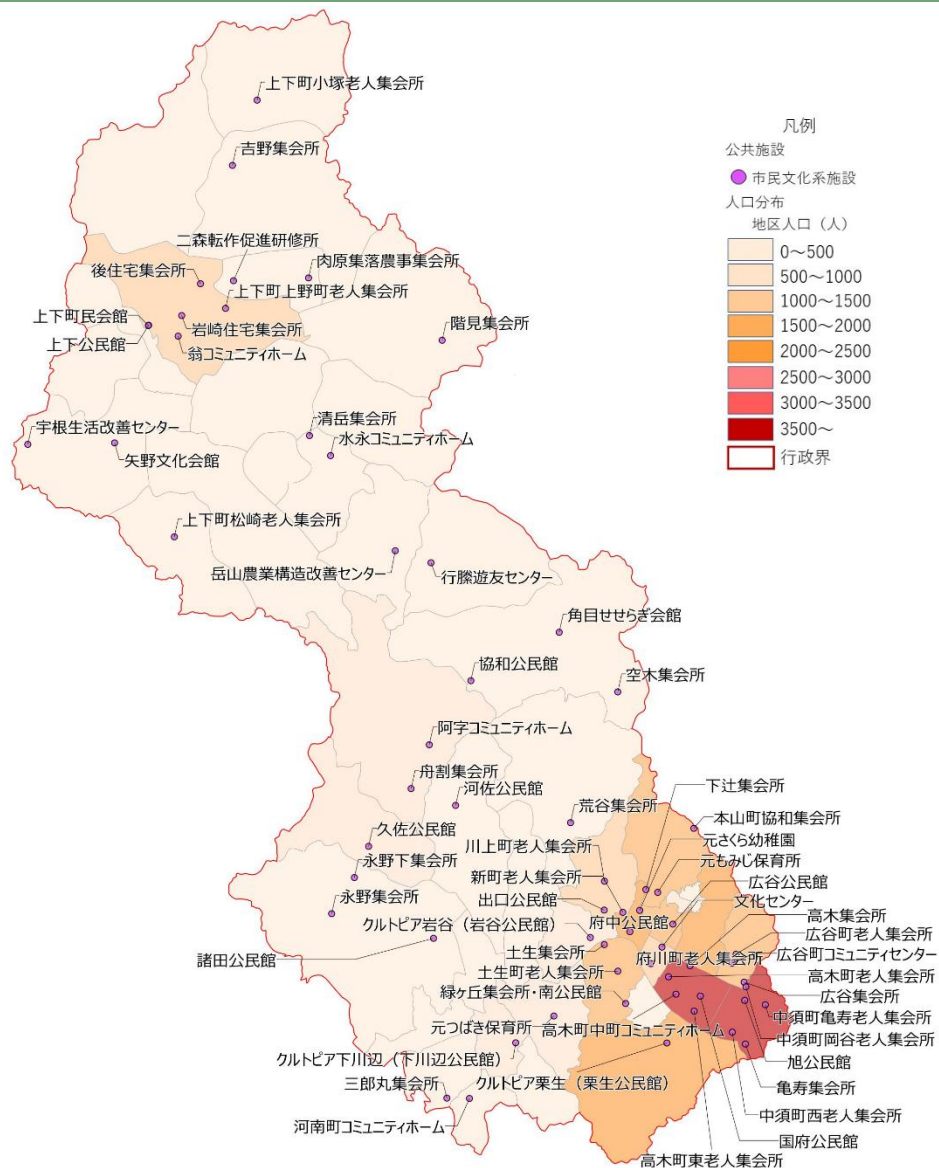 上下町小塚老人集会所
凡例
公共施設
市民文化系施設
人口分布
地区人口（人）
0～500
500～1000
1000～1500
1500～2000
2000～2500
2500～3000
3000～3500
3500～
行政界
吉野集会所
二森転作促進研修所
後住宅集会所
肉原集落農事集会所
上下町上野町老人集会所
上下町民会館
岩崎住宅集会所
階見集会所
上下公民館
翁コミュニティホーム
清岳集会所
宇根生活改善センター
水永コミュニティホーム
矢野文化会館
上下町松崎老人集会所
岳山農業構造改善センター
行縢遊友センター
角目せせらぎ会館
協和公民館
空木集会所
阿字コミュニティホーム
舟割集会所
河佐公民館
下辻集会所
荒谷集会所
本山町協和集会所
久佐公民館
元さくら幼稚園
川上町老人集会所
永野下集会所
元もみじ保育所
新町老人集会所
広谷公民館
永野集会所
出口公民館
文化センター
府中公民館
高木集会所
クルトピア岩谷（岩谷公民館）
広谷町老人集会所
諸田公民館
土生集会所
府川町老人集会所
広谷町コミュニティセンター
土生町老人集会所
高木町老人集会所
緑ヶ丘集会所・南公民館
広谷集会所
中須町亀寿老人集会所
元つばき保育所
高木町中町コミュニティホーム
中須町岡谷老人集会所
クルトピア下川辺（下川辺公民館）
旭公民館
クルトピア栗生（栗生公民館）
三郎丸集会所
亀寿集会所
中須町西老人集会所
河南町コミュニティホーム
国府公民館
高木町東老人集会所